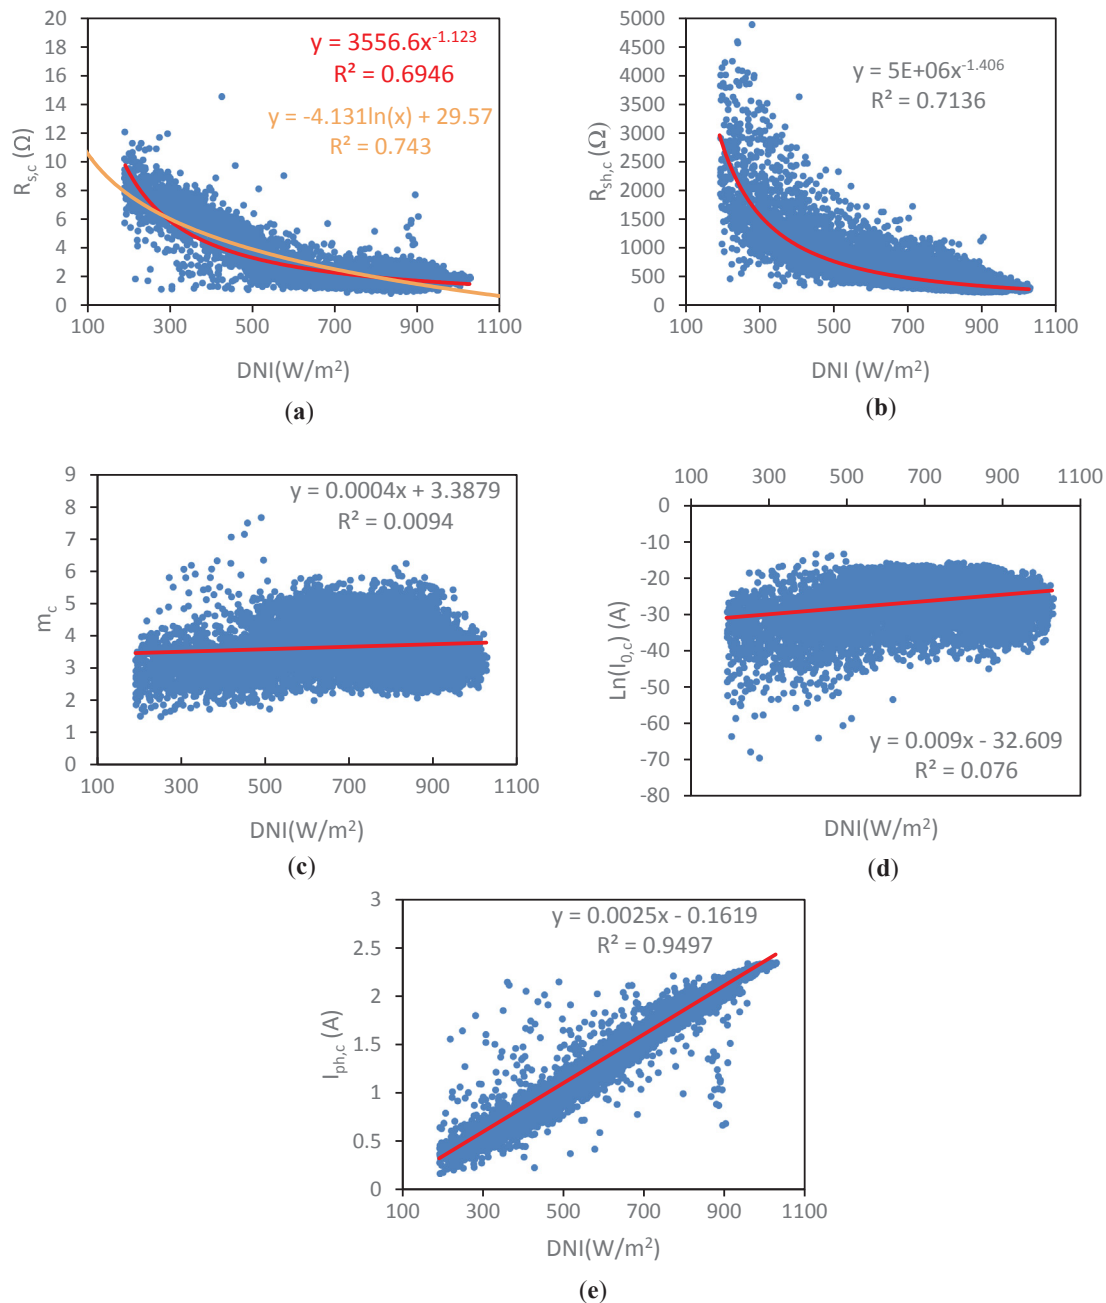 20
18
16
14
12
10
8
6
4
2
0
R_s,c (Ω)
y = 3556.6x^-1.123
R² = 0.6946
y = -4.131ln(x) + 29.57
R² = 0.743
100 300 500 700 900 1100
DNI(W/m²)
(a)
5000
4500
4000
3500
3000
2500
2000
1500
1000
500
0
R_sh,c (Ω)
y = 5E+06x^-1.406
R² = 0.7136
100 300 500 700 900 1100
DNI (W/m²)
(b)
9
8
7
6
5
4
3
2
1
0
m_c
y = 0.0004x + 3.3879
R² = 0.0094
100 300 500 700 900 1100
DNI(W/m²)
(c)
100 300 500 700 900 1100
0
-10
-20
-30
-40
-50
-60
-70
-80
Ln(I_0,c) (A)
y = 0.009x - 32.609
R² = 0.076
DNI(W/m²)
(d)
3
2.5
2
1.5
1
0.5
0
I_ph,c (A)
y = 0.0025x - 0.1619
R² = 0.9497
100 300 500 700 900 1100
DNI(W/m²)
(e)